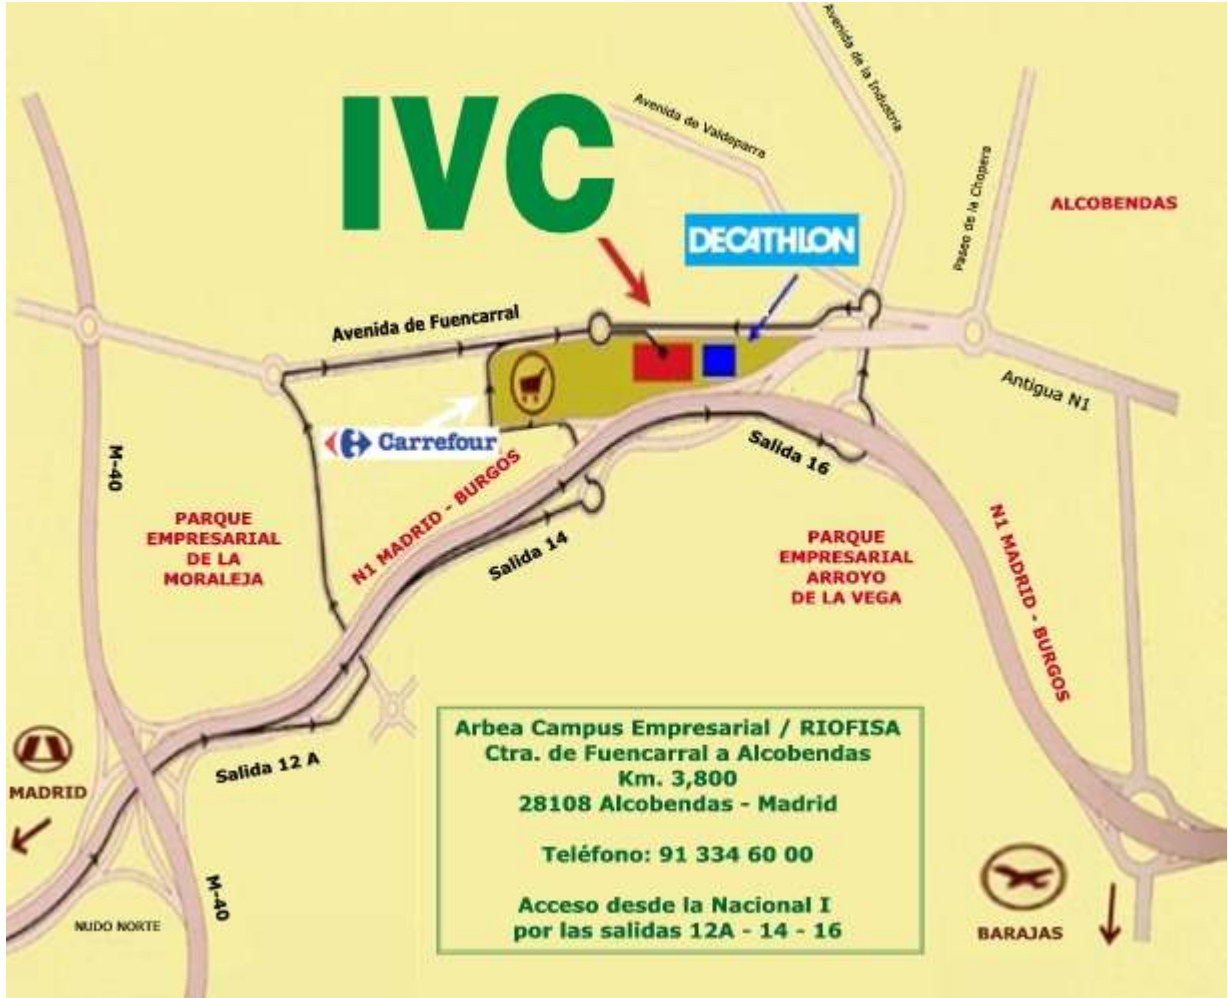 Avenida de la Industria
IVC
Avenida de Valdeparra
Paseo de la Chopera
ALCOBENDAS
DECATHLON
Avenida de Fuencarral
Antigua N1
Carrefour
Salida 16
M-40
N1 MADRID - BURGOS
PARQUE
EMPRESARIAL
DE LA
MORALEJA
Salida 14
PARQUE
EMPRESARIAL
ARROYO
DE LA VEGA
N1 MADRID - BURGOS
Arbea Campus Empresarial / RIOFISA
Ctra. de Fuencarral a Alcobendas
Km. 3,800
28108 Alcobendas - Madrid
Teléfono: 91 334 60 00
Acceso desde la Nacional I
por las salidas 12A - 14 - 16
Salida 12 A
MADRID
M-40
NUDO NORTE
BARAJAS